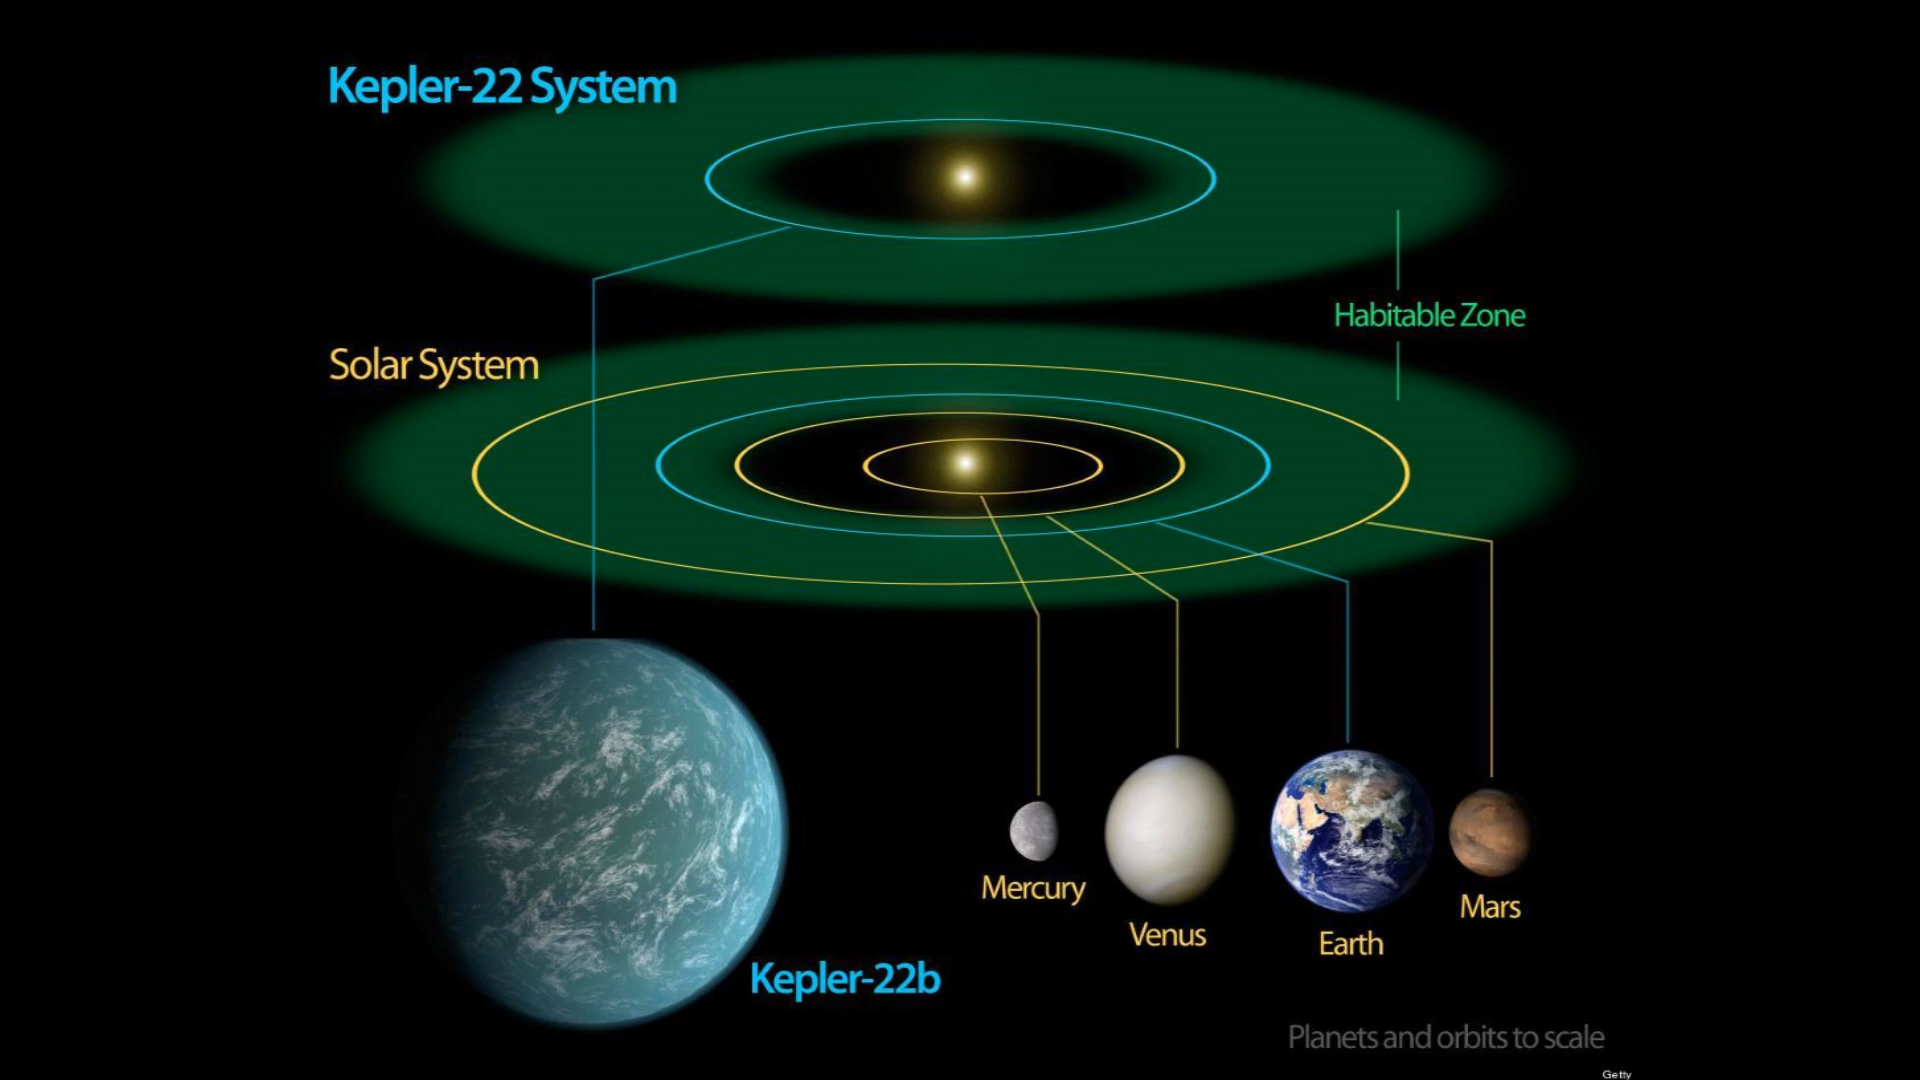 Kepler-22 System
Habitable Zone
Solar System
Mercury
Venus
Earth
Mars
Kepler-22b
Planets and orbits to scale
Getty